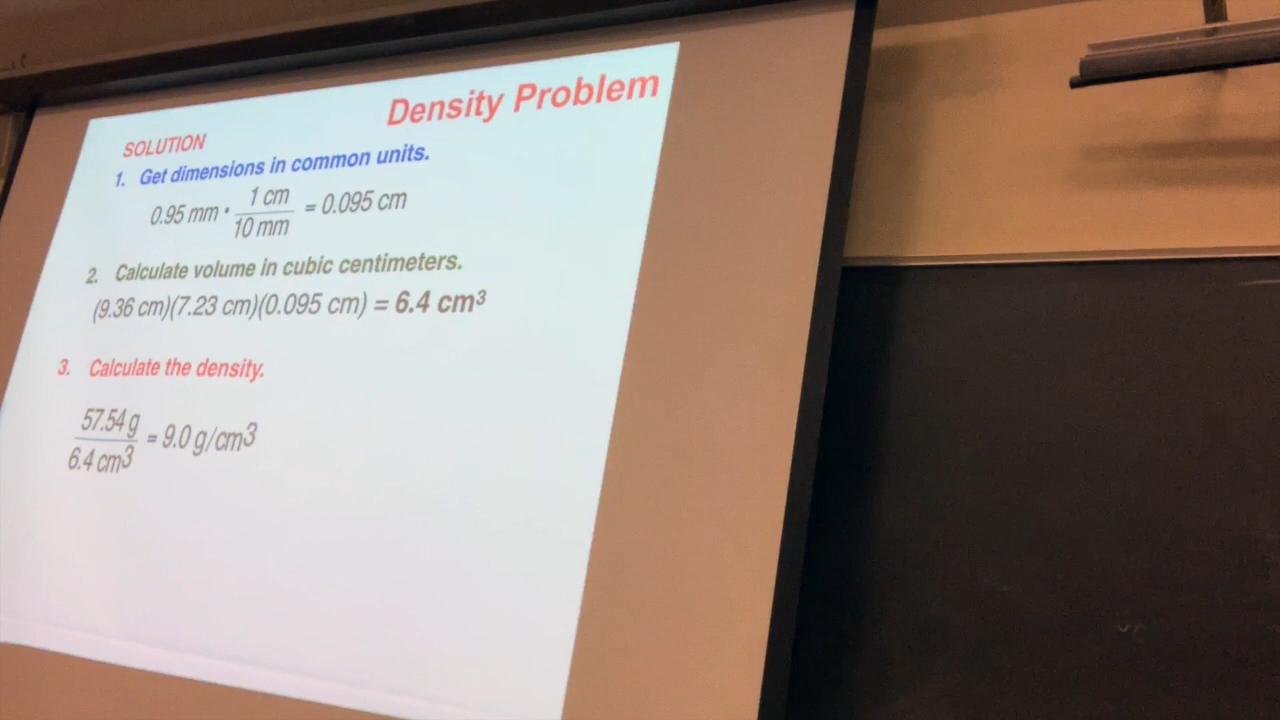 Density Problem
SOLUTION
1. Get dimensions in common units.
0.95 mm • 1 cm / 10 mm = 0.095 cm
2. Calculate volume in cubic centimeters.
(9.36 cm)(7.23 cm)(0.095 cm) = 6.4 cm³
3. Calculate the density.
57.54 g / 6.4 cm³ = 9.0 g/cm³